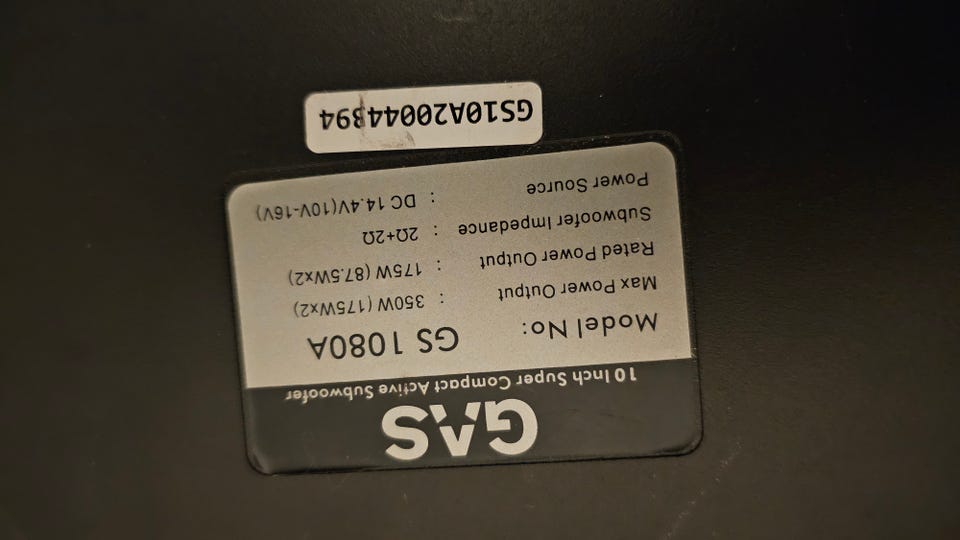 GAS
10 Inch Super Compact Active Subwoofer
Model No: GS 1080A
Max Power Output : 350W (175Wx2)
Rated Power Output : 175W (87.5Wx2)
Subwoofer Impedance : 2Ω+2Ω
Power Source : DC 14.4V(10V-16V)
GS10A20044894